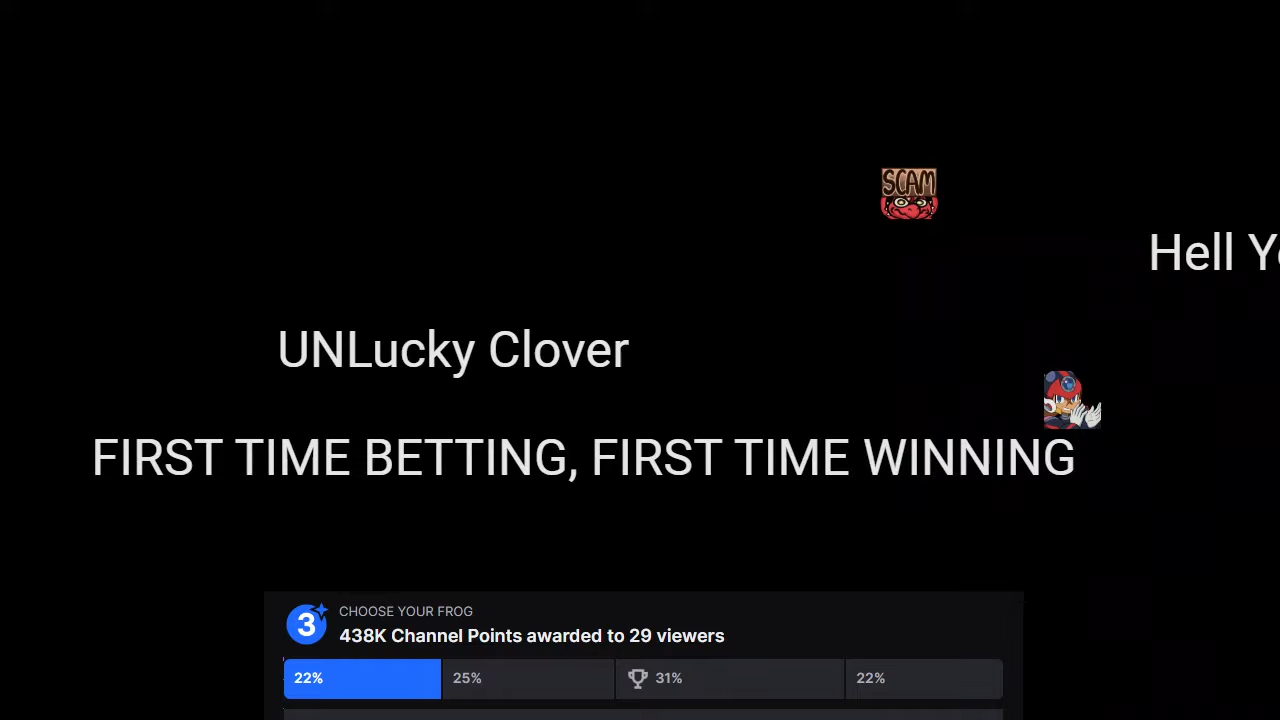 SCAM
Hell Y
UNLucky Clover
FIRST TIME BETTING, FIRST TIME WINNING
3
CHOOSE YOUR FROG
438K Channel Points awarded to 29 viewers
22% 25% 31% 22%